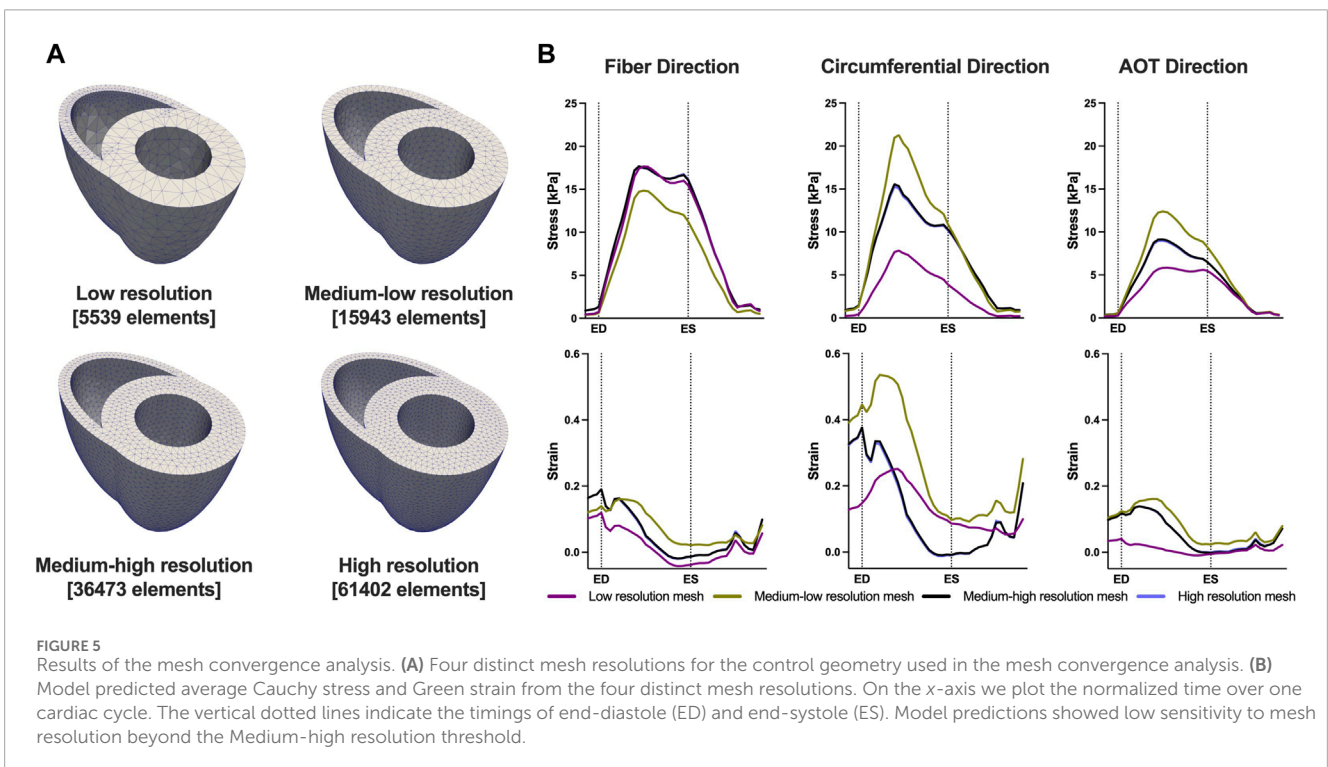 A
Low resolution
[5539 elements]
Medium-low resolution
[15943 elements]
Medium-high resolution
[36473 elements]
High resolution
[61402 elements]
B
Fiber Direction
Circumferential Direction
AOT Direction
Stress [kPa]
25
20
15
10
5
0
ED
ES
Stress [kPa]
25
20
15
10
5
0
ED
ES
Stress [kPa]
25
20
15
10
5
0
ED
ES
Strain
0.6
0.4
0.2
0.0
ED
ES
Strain
0.6
0.4
0.2
0.0
ED
ES
Strain
0.6
0.4
0.2
0.0
ED
ES
Low resolution mesh
Medium-low resolution mesh
Medium-high resolution mesh
High resolution mesh
FIGURE 5
Results of the mesh convergence analysis. (A) Four distinct mesh resolutions for the control geometry used in the mesh convergence analysis. (B)
Model predicted average Cauchy stress and Green strain from the four distinct mesh resolutions. On the x-axis we plot the normalized time over one
cardiac cycle. The vertical dotted lines indicate the timings of end-diastole (ED) and end-systole (ES). Model predictions showed low sensitivity to mesh
resolution beyond the Medium-high resolution threshold.